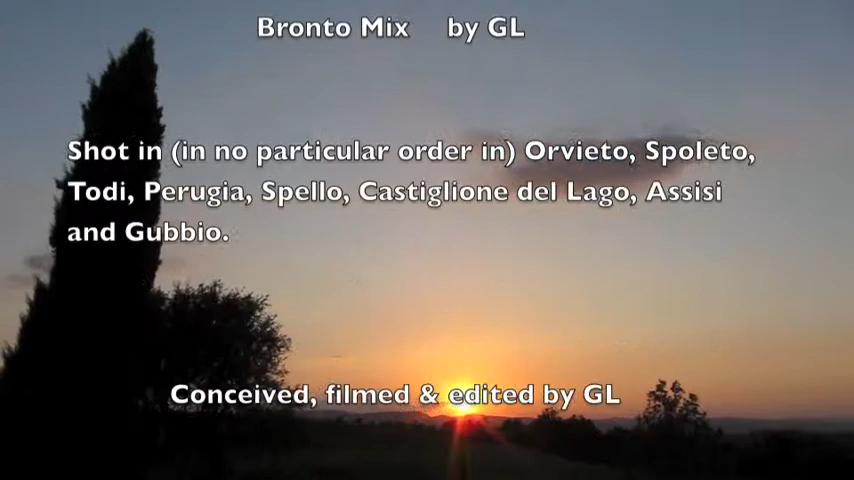 Bronto Mix by GL
Shot in (in no particular order in) Orvieto, Spoleto,
Todi, Perugia, Spello, Castiglione del Lago, Assisi
and Gubbio.
Conceived, filmed & edited by GL